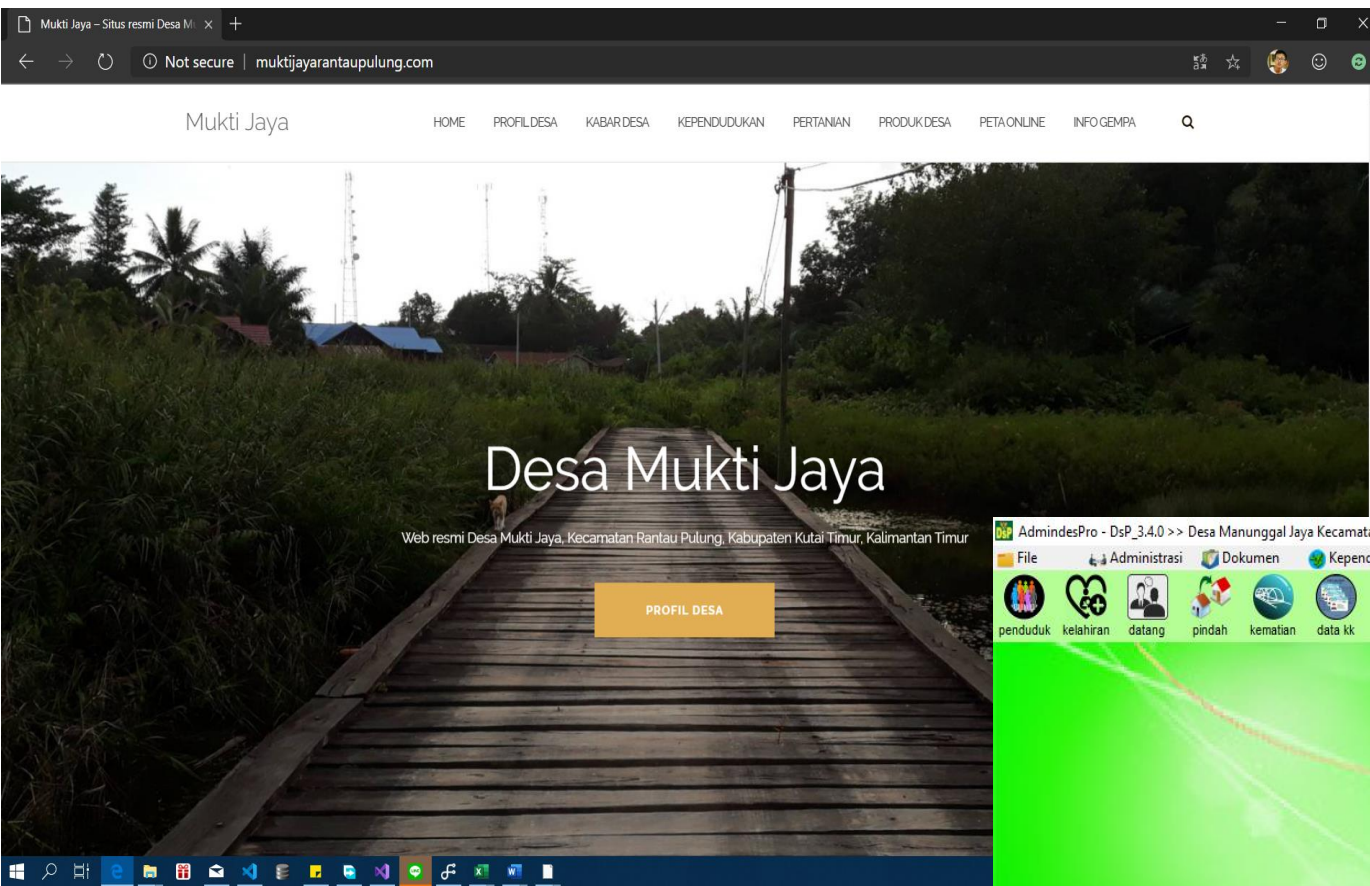 Mukti Jaya – Situs resmi Desa M
Not secure | muktijayarantaupulung.com
Mukti Jaya
HOME PROFIL DESA KABAR DESA KEPENDUDUKAN PERTANIAN PRODUK DESA PETA ONLINE INFO GEMPA
Desa Mukti Jaya
Web resmi Desa Mukti Jaya, Kecamatan Rantau Pulung, Kabupaten Kutai Timur, Kalimantan Timur
PROFIL DESA
DsP AdmindesPro - DsP_3.4.0 >> Desa Manunggal Jaya Kecamata
File Administrasi Dokumen Kepend
penduduk kelahiran datang pindah kematian data kk